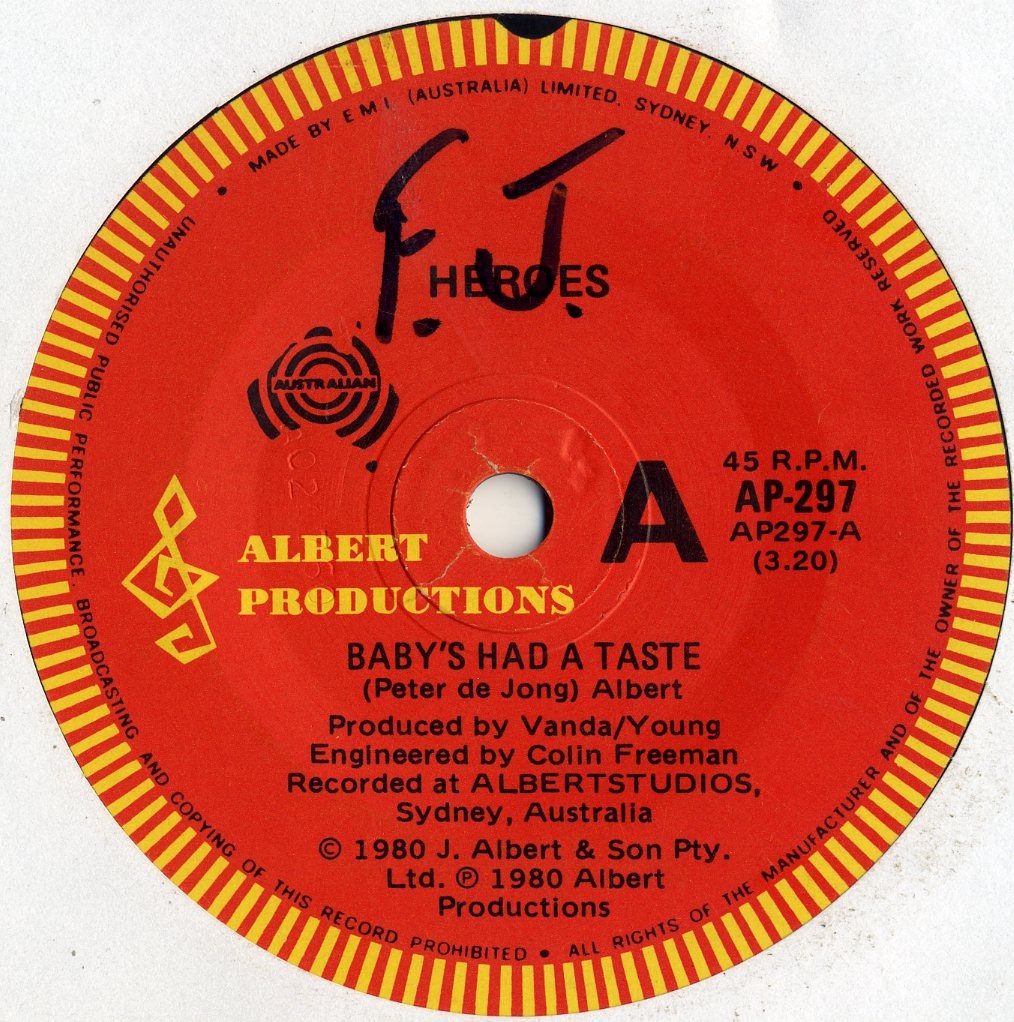 MADE BY E.M.I. (AUSTRALIA) LIMITED. SYDNEY. N S W
F.J.
HEROES
AUSTRALIAN
45 R.P.M.
A
AP-297
AP297-A
(3.20)
ALBERT
PRODUCTIONS
BABY'S HAD A TASTE
(Peter de Jong) Albert
Produced by Vanda/Young
Engineered by Colin Freeman
Recorded at ALBERTSTUDIOS,
Sydney, Australia
© 1980 J. Albert & Son Pty.
Ltd. ℗ 1980 Albert
Productions
UNAUTHORISED PUBLIC PERFORMANCE. BROADCASTING AND COPYING OF THIS RECORD PROHIBITED • ALL RIGHTS OF THE MANUFACTURER AND OF THE OWNER OF THE RECORDED WORK RESERVED